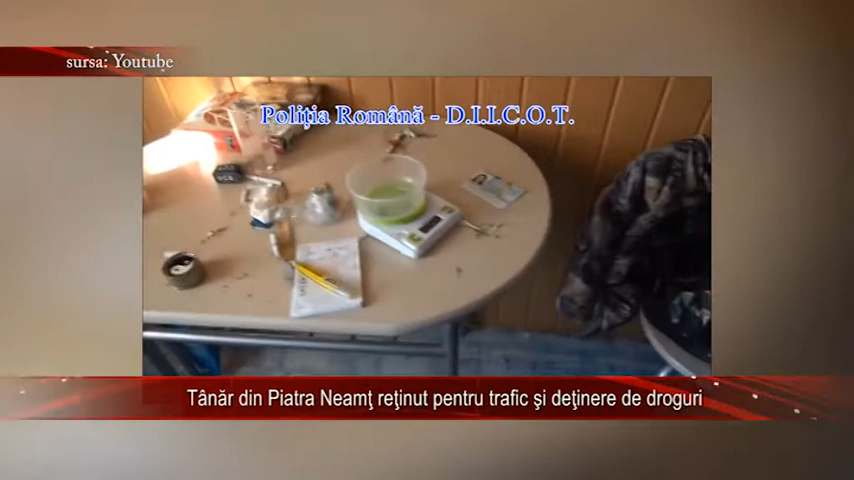 sursa: Youtube
Poliția Română - D.I.I.C.O.T.
Tânăr din Piatra Neamţ reţinut pentru trafic şi deţinere de droguri